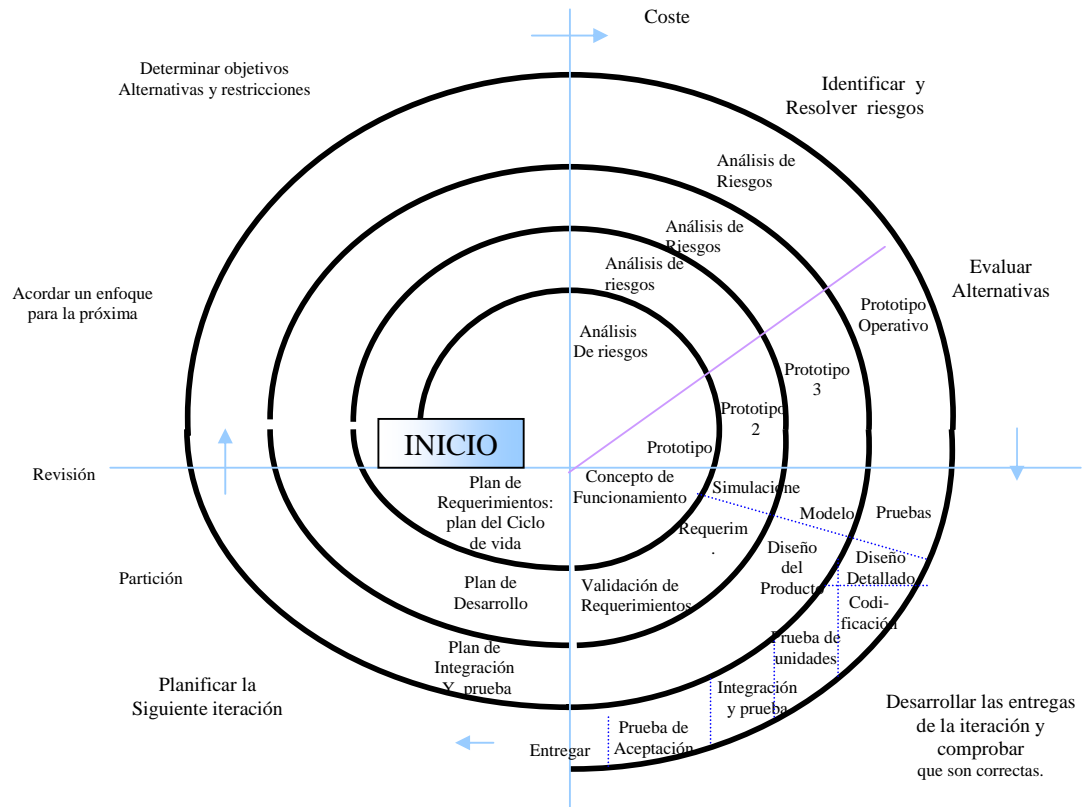 Coste
Determinar objetivos
Alternativas y restricciones
Identificar y
Resolver riesgos
Análisis de
Riesgos
Análisis de
Riesgos
Análisis de
riesgos
Análisis
De riesgos
Acordar un enfoque
para la próxima
Evaluar
Alternativas
Prototipo
Operativo
Prototipo
3
Prototipo
2
Prototipo
INICIO
Revisión
Plan de
Requerimientos:
plan del Ciclo
de vida
Concepto de
Funcionamiento
Simulacione
Modelo
Pruebas
Requerim
.
Diseño
del
Producto
Diseño
Detallado
Partición
Plan de
Desarrollo
Validación de
Requerimientos
Codi-
ficación
Plan de
Integración
Y prueba
Prueba de
unidades
Integración
y prueba
Planificar la
Siguiente iteración
Prueba de
Aceptación
Entregar
Desarrollar las entregas
de la iteración y
comprobar
que son correctas.